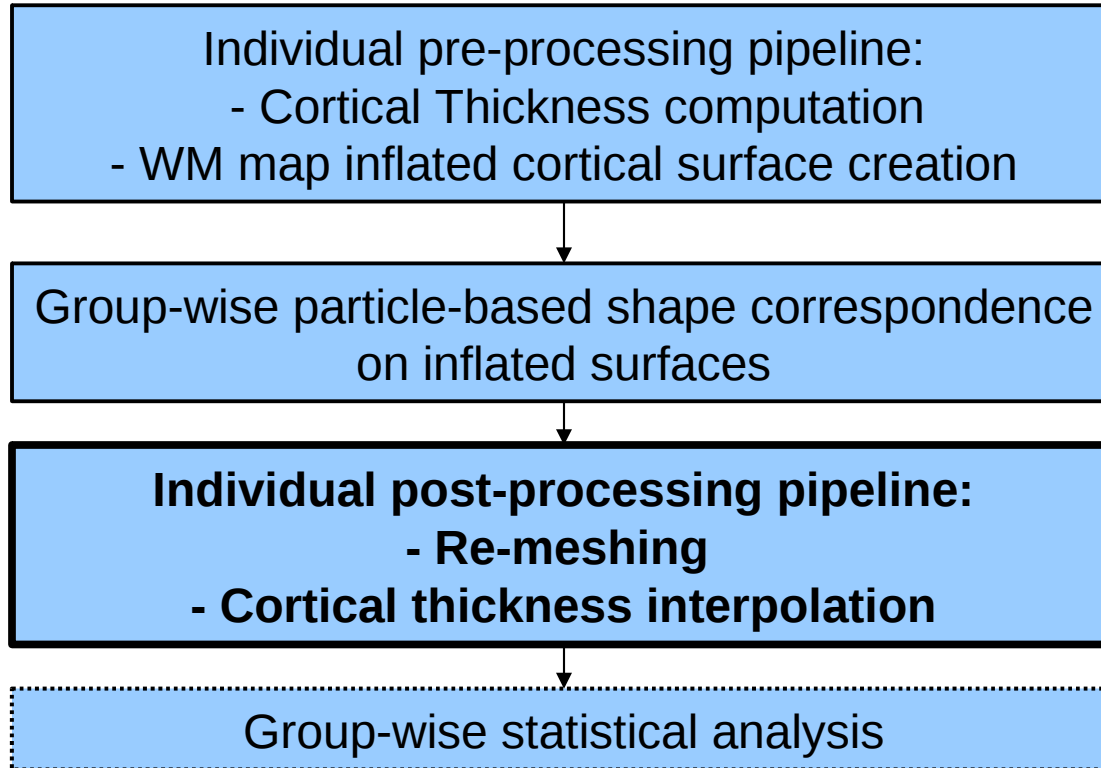 Individual pre-processing pipeline:
- Cortical Thickness computation
- WM map inflated cortical surface creation
Group-wise particle-based shape correspondence
on inflated surfaces
Individual post-processing pipeline:
- Re-meshing
- Cortical thickness interpolation
Group-wise statistical analysis